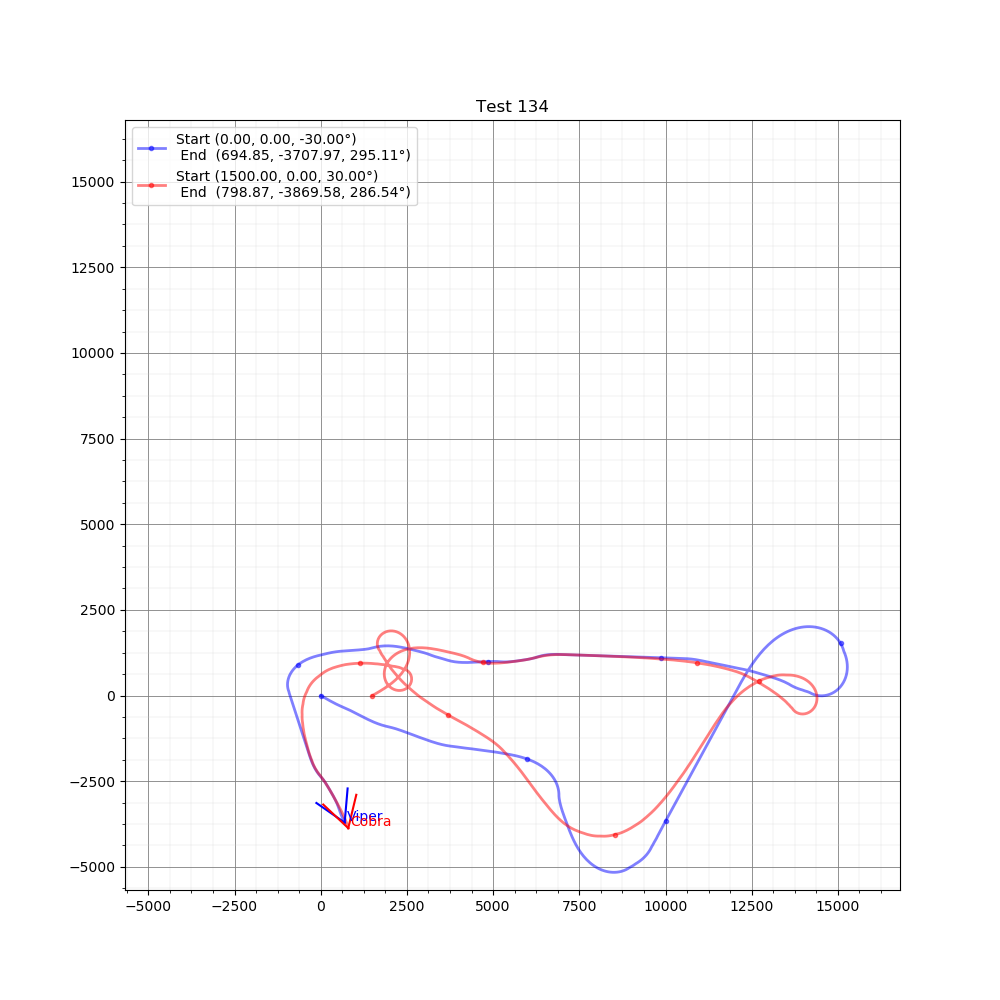 Test 134
Start (0.00, 0.00, -30.00°)
End (694.85, -3707.97, 295.11°)
Start (1500.00, 0.00, 30.00°)
End (798.87, -3869.58, 286.54°)
15000
12500
10000
7500
5000
2500
0
−2500
−5000
Viper
Cobra
−5000 −2500 0 2500 5000 7500 10000 12500 15000